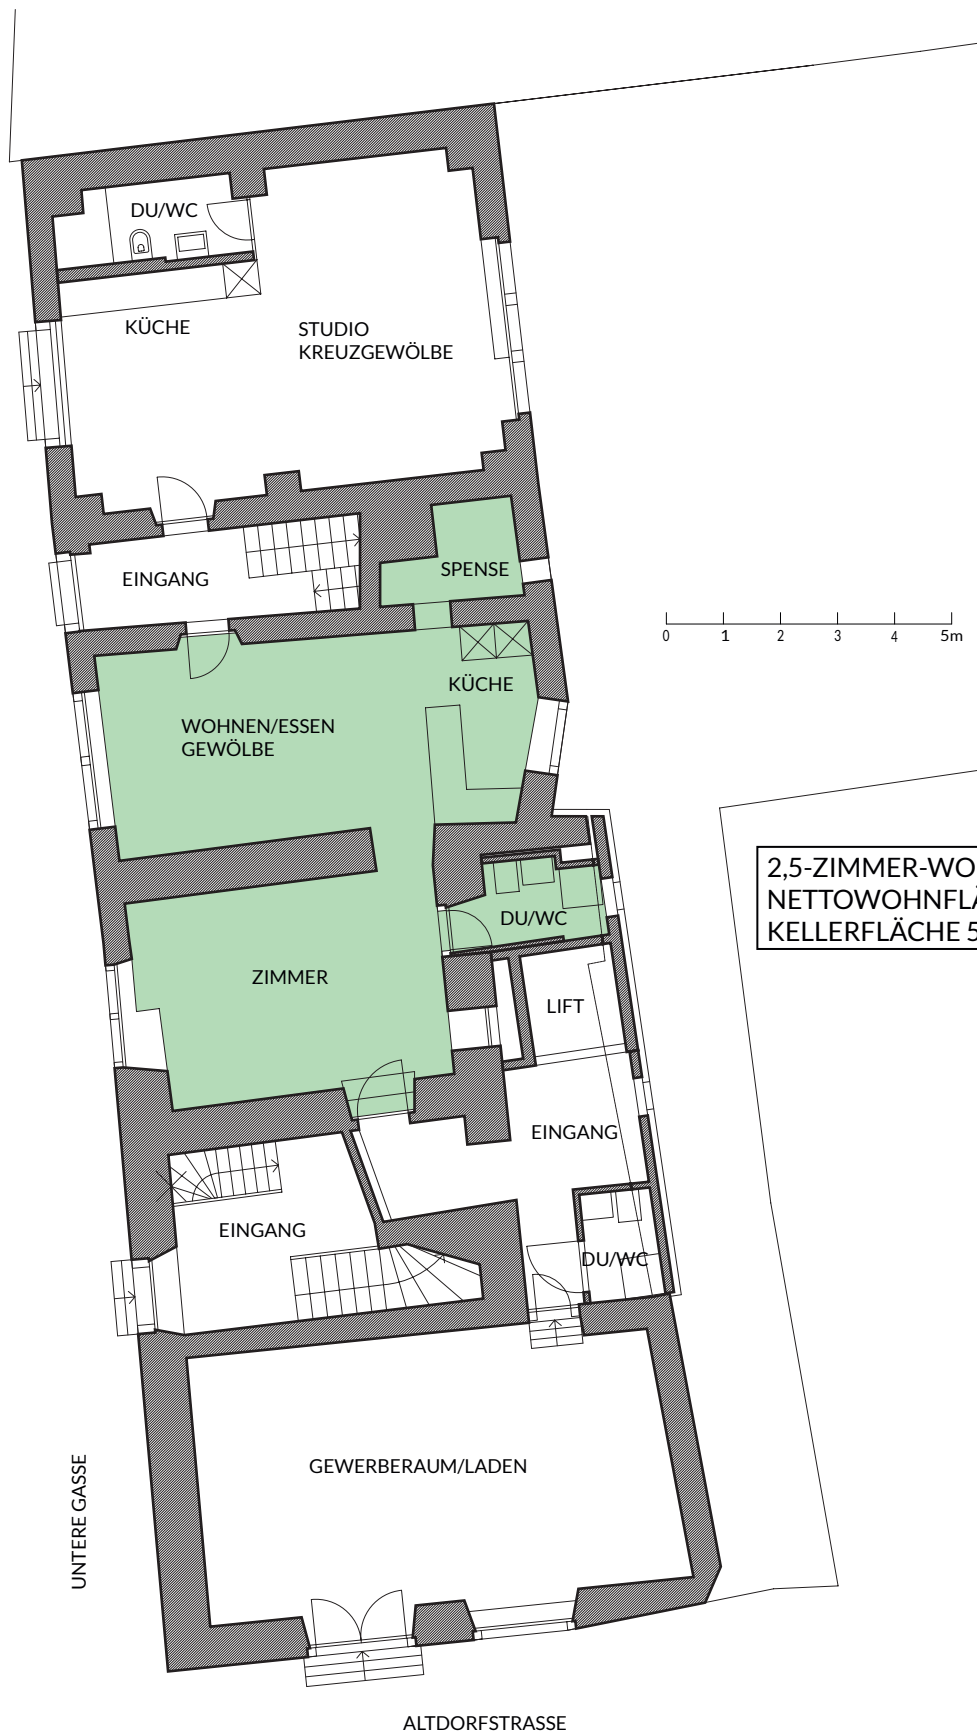 DU/WC
KÜCHE
STUDIO
KREUZGEWÖLBE
EINGANG
SPENSE
0 1 2 3 4 5m
KÜCHE
WOHNEN/ESSEN
GEWÖLBE
2,5-ZIMMER-WO
NETTOWOHNFLÄ
KELLERFLÄCHE 5
DU/WC
ZIMMER
LIFT
EINGANG
EINGANG
DU/WC
GEWERBERAUM/LADEN
UNTERE GASSE
ALTDORFSTRASSE